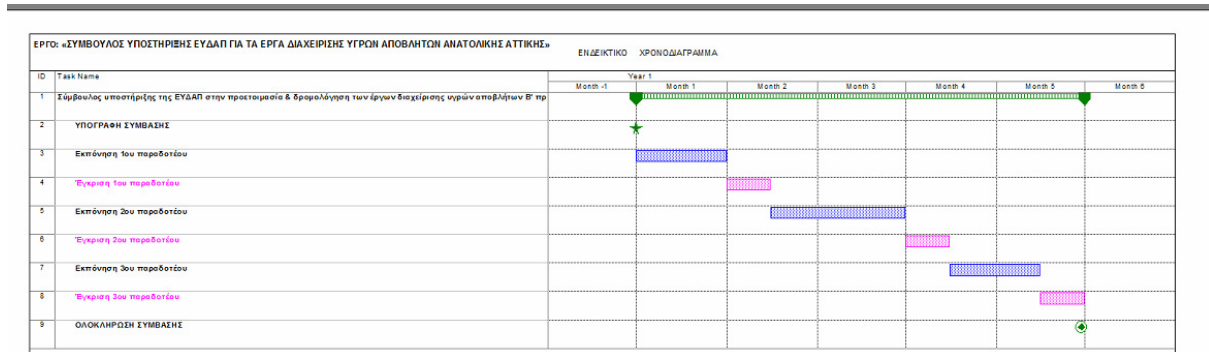 ΕΡΓΟ: «ΣΥΜΒΟΥΛΟΣ ΥΠΟΣΤΗΡΙΞΗΣ ΕΥΔΑΠ ΓΙΑ ΤΑ ΕΡΓΑ ΔΙΑΧΕΙΡΙΣΗΣ ΥΓΡΩΝ ΑΠΟΒΛΗΤΩΝ ΑΝΑΤΟΛΙΚΗΣ ΑΤΤΙΚΗΣ»
ΕΝΔΕΙΚΤΙΚΟ ΧΡΟΝΟΔΙΑΓΡΑΜΜΑ
ID Task Name Year 1
Month -1 Month 1 Month 2 Month 3 Month 4 Month 5 Month 6
1 Σύμβουλος υποστήριξης της ΕΥΔΑΠ στην προετοιμασία & δρομολόγηση των έργων διαχείρισης υγρών αποβλήτων Β' πρ
2 ΥΠΟΓΡΑΦΗ ΣΥΜΒΑΣΗΣ
3 Εκπόνηση 1ου παραδοτέου
4 Έγκριση 1ου παραδοτέου
5 Εκπόνηση 2ου παραδοτέου
6 Έγκριση 2ου παραδοτέου
7 Εκπόνηση 3ου παραδοτέου
8 Έγκριση 3ου παραδοτέου
9 ΟΛΟΚΛΗΡΩΣΗ ΣΥΜΒΑΣΗΣ